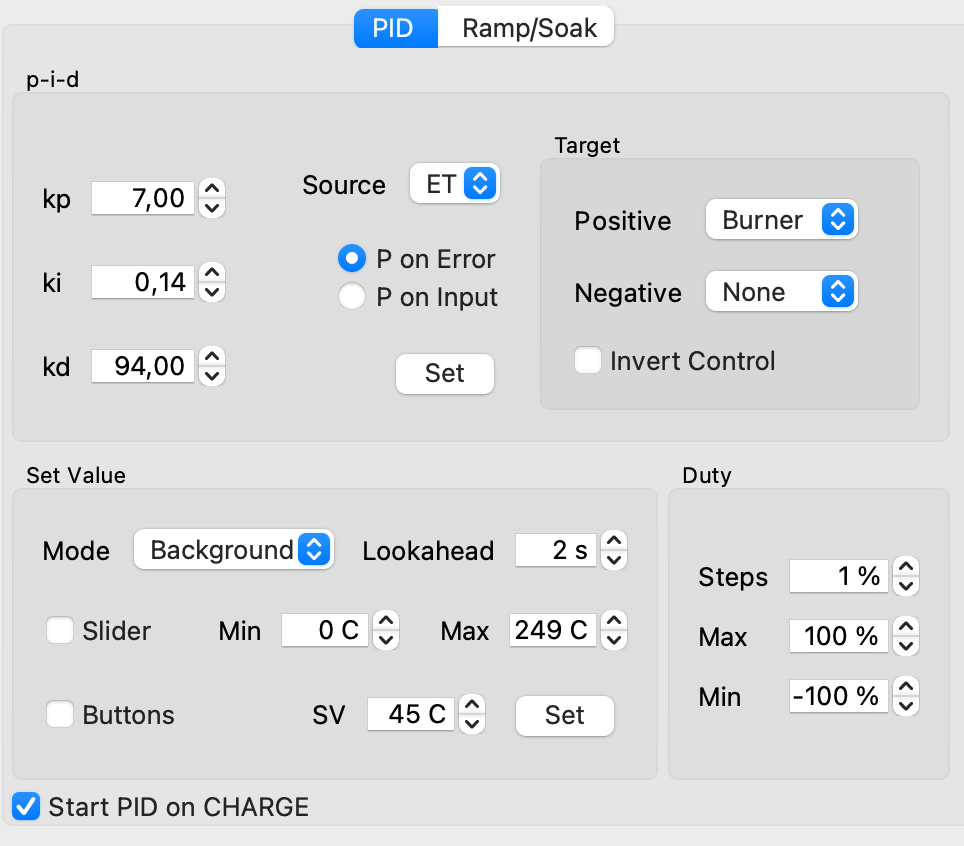 PID Ramp/Soak
p-i-d
Target
kp 7,00 Source ET
Positive Burner
P on Error
ki 0,14
P on Input
Negative None
kd 94,00 Set
Invert Control
Set Value
Duty
Mode Background Lookahead 2 s
Steps 1 %
Slider Min 0 C Max 249 C
Max 100 %
Min -100 %
Buttons SV 45 C Set
Start PID on CHARGE